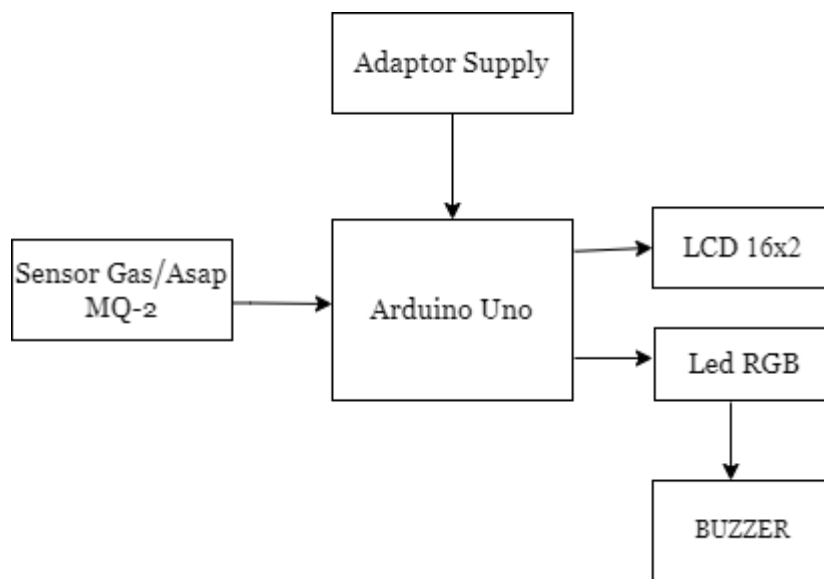 Adaptor Supply
Sensor Gas/Asap
MQ-2
Arduino Uno
LCD 16x2
Led RGB
BUZZER